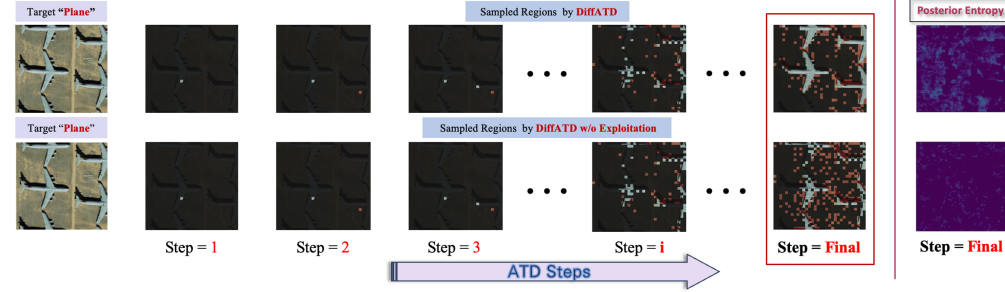 Target “Plane”
Sampled Regions by DiffATD
Posterior Entropy
Target “Plane”
Sampled Regions by DiffATD w/o Exploitation
Step = 1
Step = 2
Step = 3
Step = i
Step = Final
Step = Final
ATD Steps